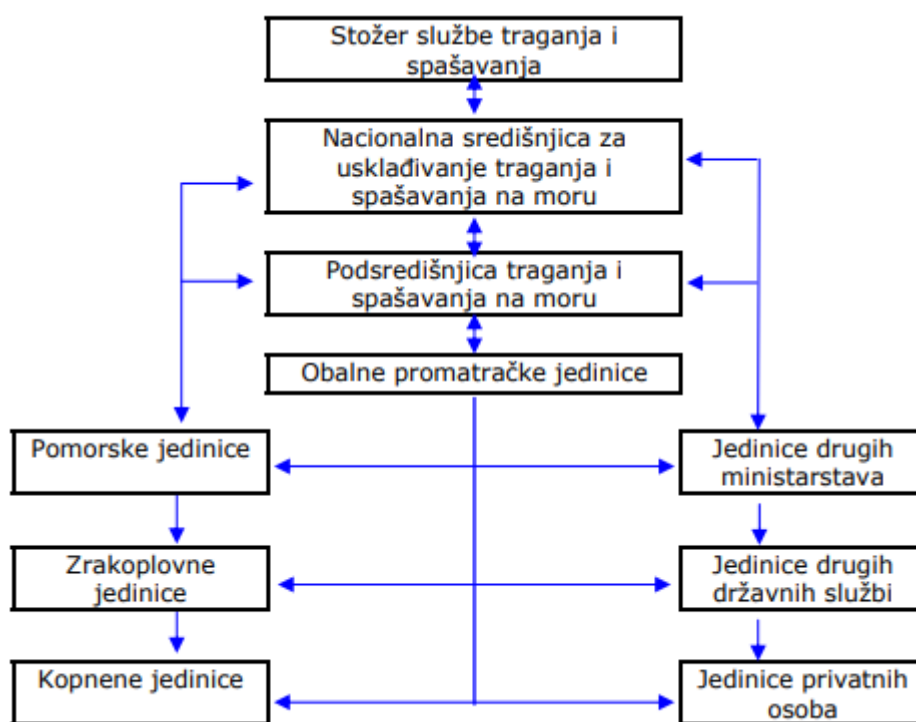 Stožer službe traganja i
spašavanja
Nacionalna središnjica za
usklađivanje traganja i
spašavanja na moru
Podsredišnjica traganja i
spašavanja na moru
Obalne promatračke jedinice
Pomorske jedinice
Jedinice drugih
ministarstava
Zrakoplovne
jedinice
Jedinice drugih
državnih službi
Kopnene jedinice
Jedinice privatnih
osoba